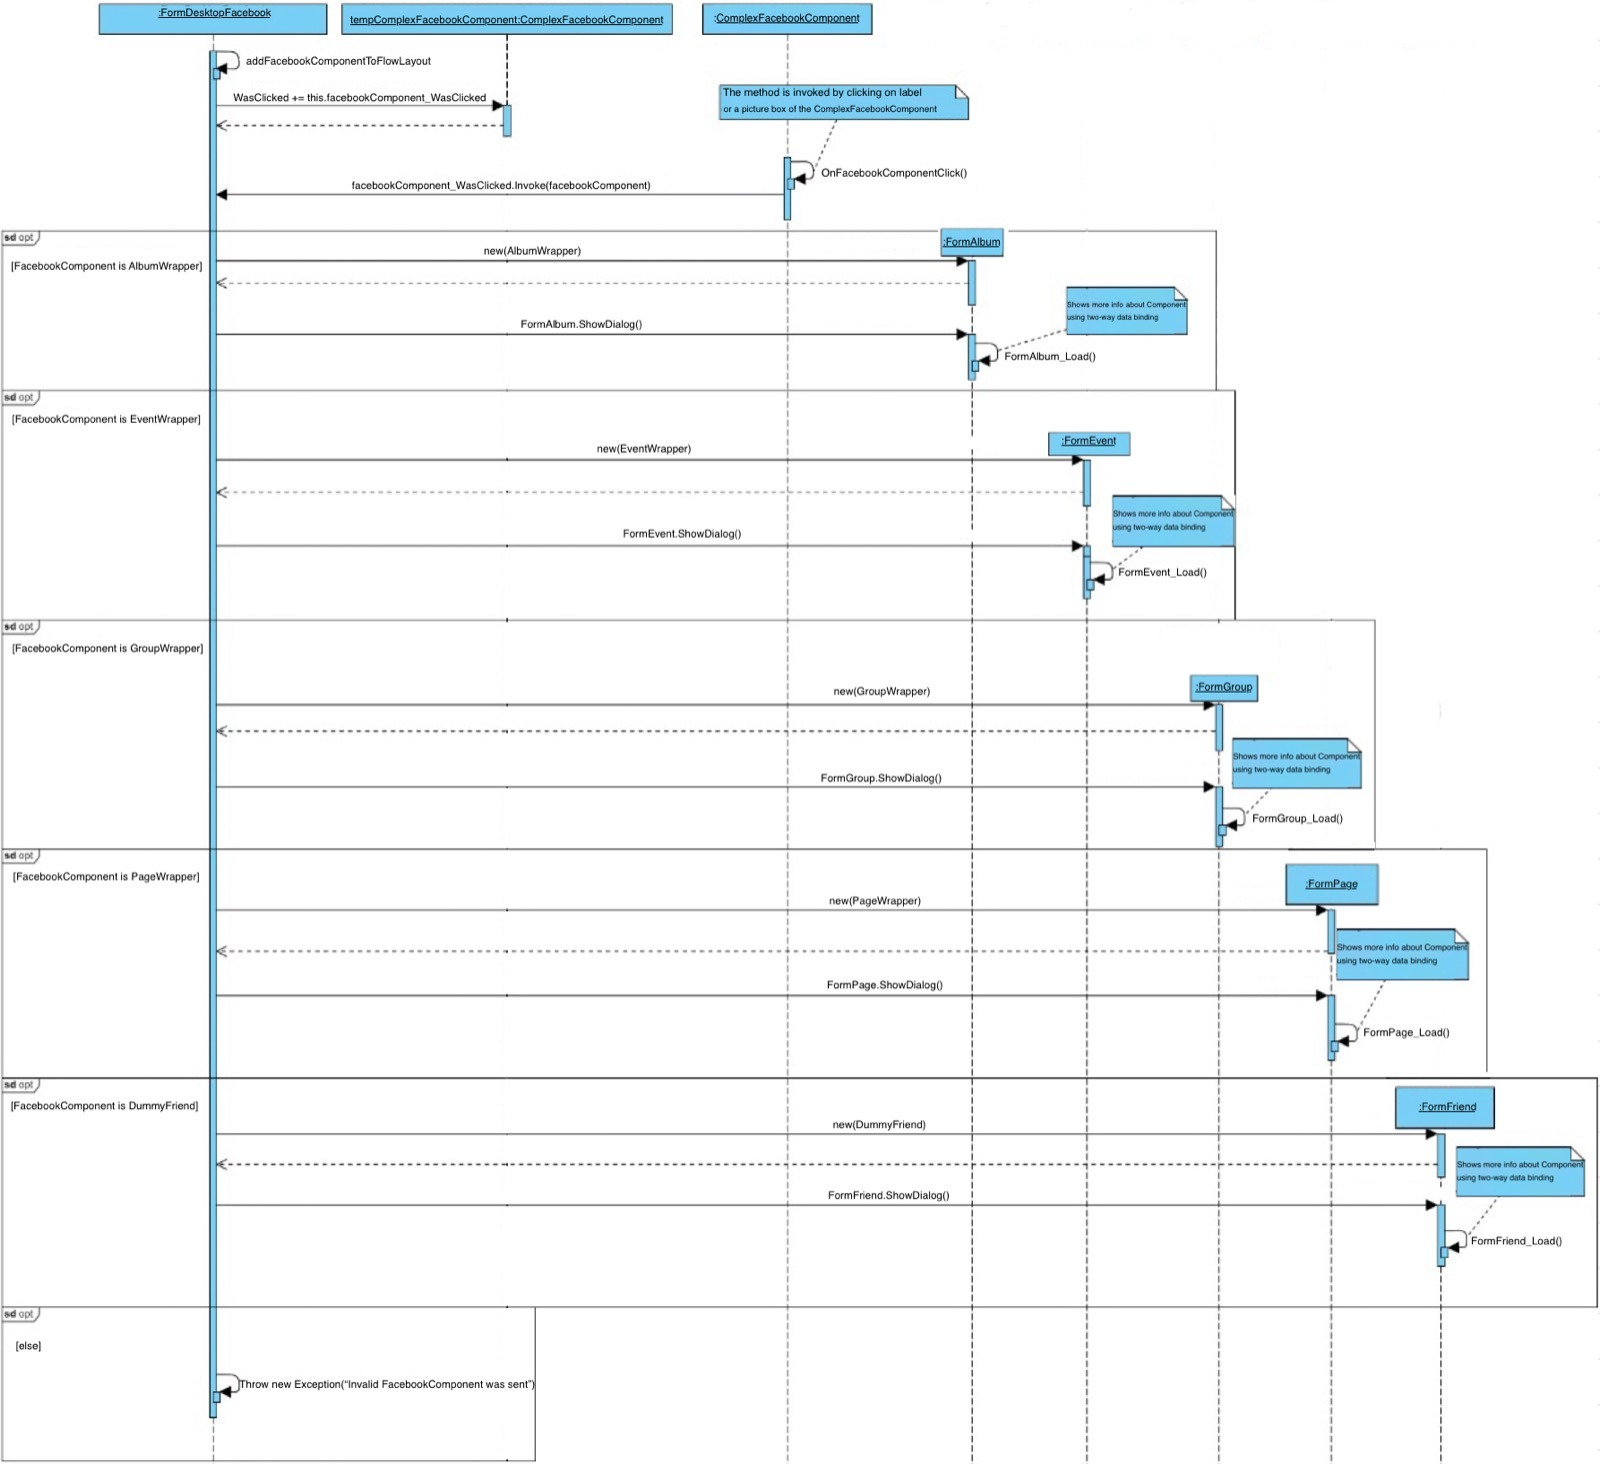 :FormDesktopFacebook
tempComplexFacebookComponent:ComplexFacebookComponent
:ComplexFacebookComponent
addFacebookComponentToFlowLayout
WasClicked += this.facebookComponent_WasClicked
The method is invoked by clicking on label
or a picture box of the ComplexFacebookComponent
OnFacebookComponentClick()
facebookComponent_WasClicked.Invoke(facebookComponent)
sd opt
:FormAlbum
new(AlbumWrapper)
[FacebookComponent is AlbumWrapper]
Shows more info about Component
using two-way data binding
FormAlbum.ShowDialog()
FormAlbum_Load()
sd opt
[FacebookComponent is EventWrapper]
:FormEvent
new(EventWrapper)
Shows more info about Component
using two-way data binding
FormEvent.ShowDialog()
FormEvent_Load()
sd opt
[FacebookComponent is GroupWrapper]
:FormGroup
new(GroupWrapper)
Shows more info about Component
using two-way data binding
FormGroup.ShowDialog()
FormGroup_Load()
sd opt
[FacebookComponent is PageWrapper]
:FormPage
new(PageWrapper)
Shows more info about Component
using two-way data binding
FormPage.ShowDialog()
FormPage_Load()
sd opt
[FacebookComponent is DummyFriend]
:FormFriend
new(DummyFriend)
Shows more info about Component
using two-way data binding
FormFriend.ShowDialog()
FormFriend_Load()
sd opt
[else]
Throw new Exception(“Invalid FacebookComponent was sent”)